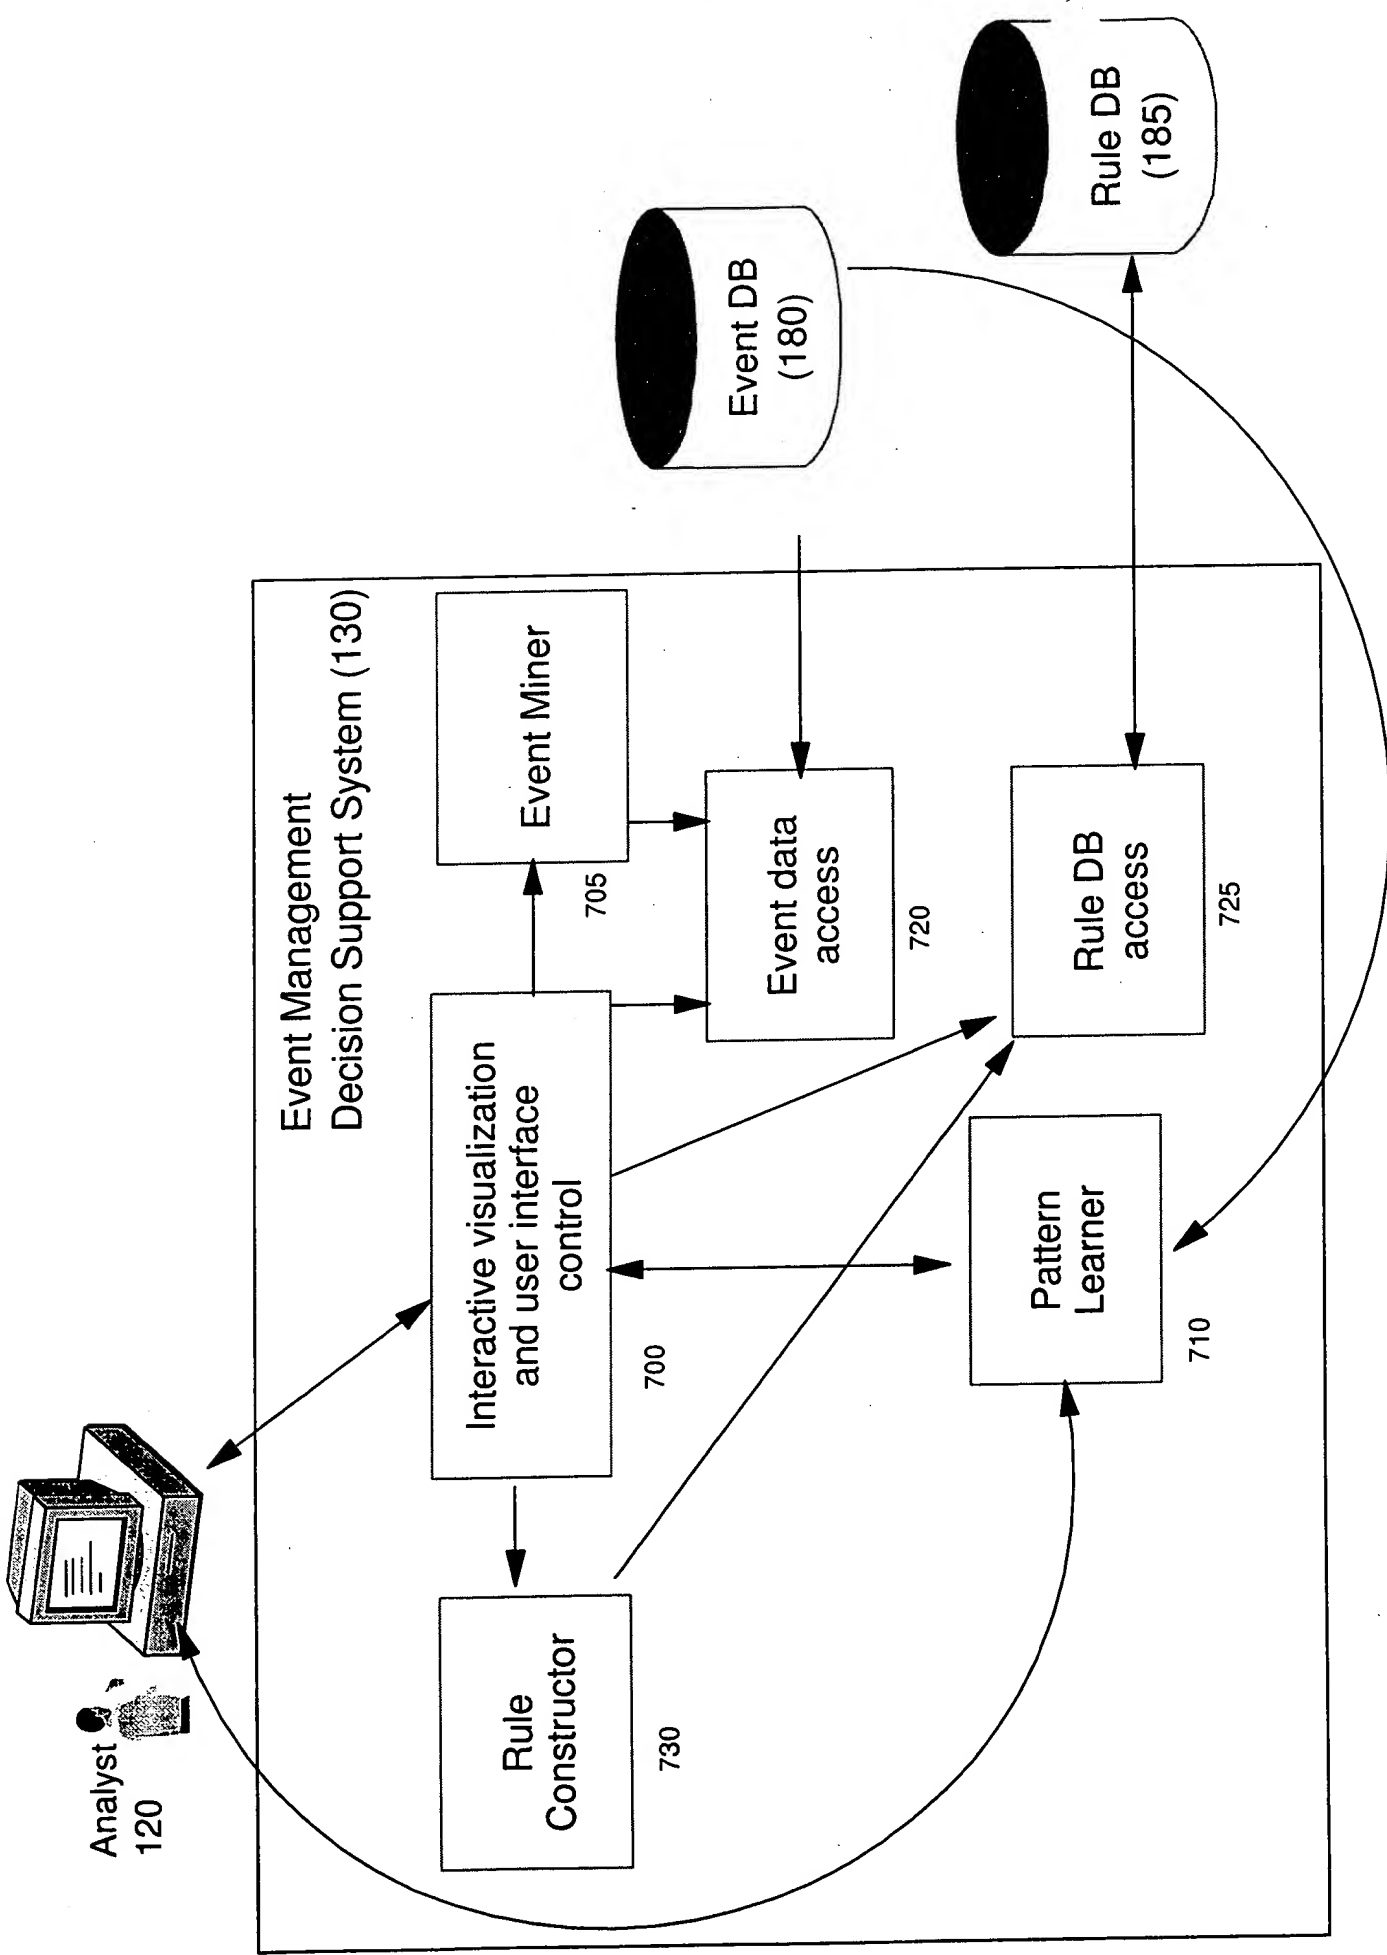 Analyst
120
Event Management
Decision Support System (130)
Rule
Constructor
730
Interactive visualization
and user interface
control
700
Event Miner
705
Event data
access
720
Pattern
Learner
710
Rule DB
access
725
Event DB
(180)
Rule DB
(185)